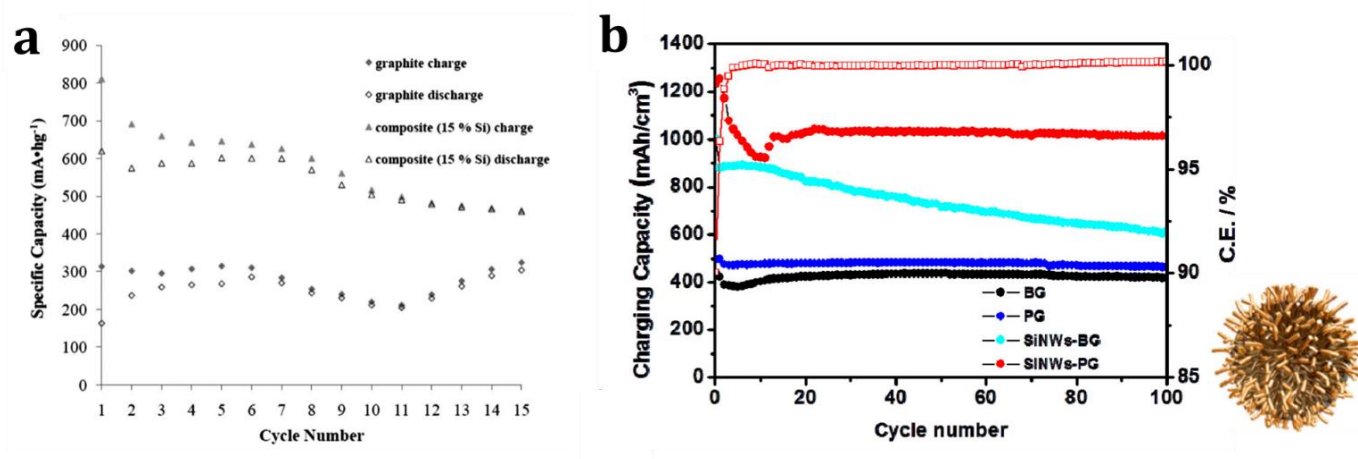 a
900
800
700
600
500
400
300
200
100
0
Specific Capacity (mA•hg⁻¹)
1 2 3 4 5 6 7 8 9 10 11 12 13 14 15
Cycle Number
graphite charge
graphite discharge
composite (15 % Si) charge
composite (15 % Si) discharge
b
1400
1200
1000
800
600
400
200
0
Charging Capacity (mAh/cm³)
0 20 40 60 80 100
Cycle number
100
95
90
85
C.E. / %
BG
PG
SiNWs-BG
SiNWs-PG